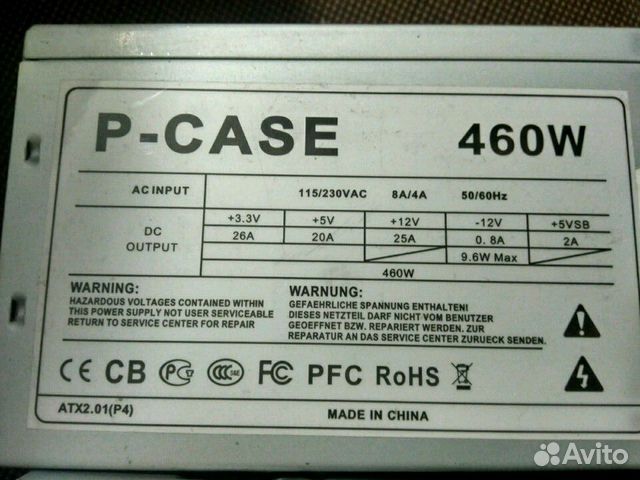 P-CASE 460W
AC INPUT 115/230VAC 8A/4A 50/60Hz
DC OUTPUT +3.3V +5V +12V -12V +5VSB
26A 20A 25A 0.8A 2A
9.6W Max
460W
WARNING:
HAZARDOUS VOLTAGES CONTAINED WITHIN
THIS POWER SUPPLY NOT USER SERVICEABLE
RETURN TO SERVICE CENTER FOR REPAIR
WARNUNG:
GEFAEHRLICHE SPANNUNG ENTHALTENI
DIESES NETZTEIL DARF NICHT VOM BENUTZER
GEOEFFNET BZW. REPARIERT WERDEN. ZUR
REPARATUR AN DAS SERVICE CENTER ZURUECK SENDEN.
CE CB PCT CCC FC PFC RoHS
ATX2.01(P4) MADE IN CHINA
Avito